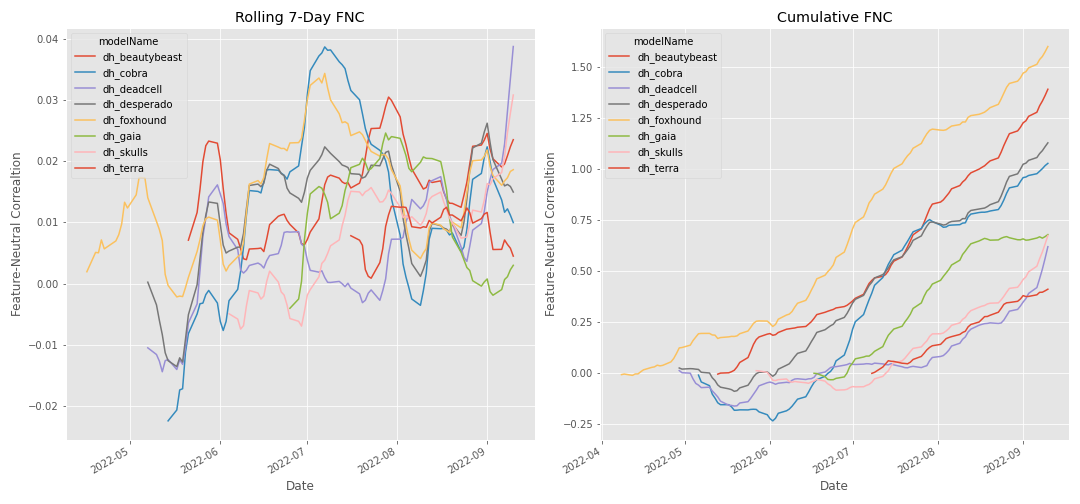 Rolling 7-Day FNC
Feature-Neutral Correaltion
0.04
0.03
0.02
0.01
0.00
−0.01
−0.02
modelName
dh_beautybeast
dh_cobra
dh_deadcell
dh_desperado
dh_foxhound
dh_gaia
dh_skulls
dh_terra
2022-05
2022-06
2022-07
2022-08
2022-09
Date
Cumulative FNC
Feature-Neutral Correaltion
1.50
1.25
1.00
0.75
0.50
0.25
0.00
−0.25
modelName
dh_beautybeast
dh_cobra
dh_deadcell
dh_desperado
dh_foxhound
dh_gaia
dh_skulls
dh_terra
2022-04
2022-05
2022-06
2022-07
2022-08
2022-09
Date